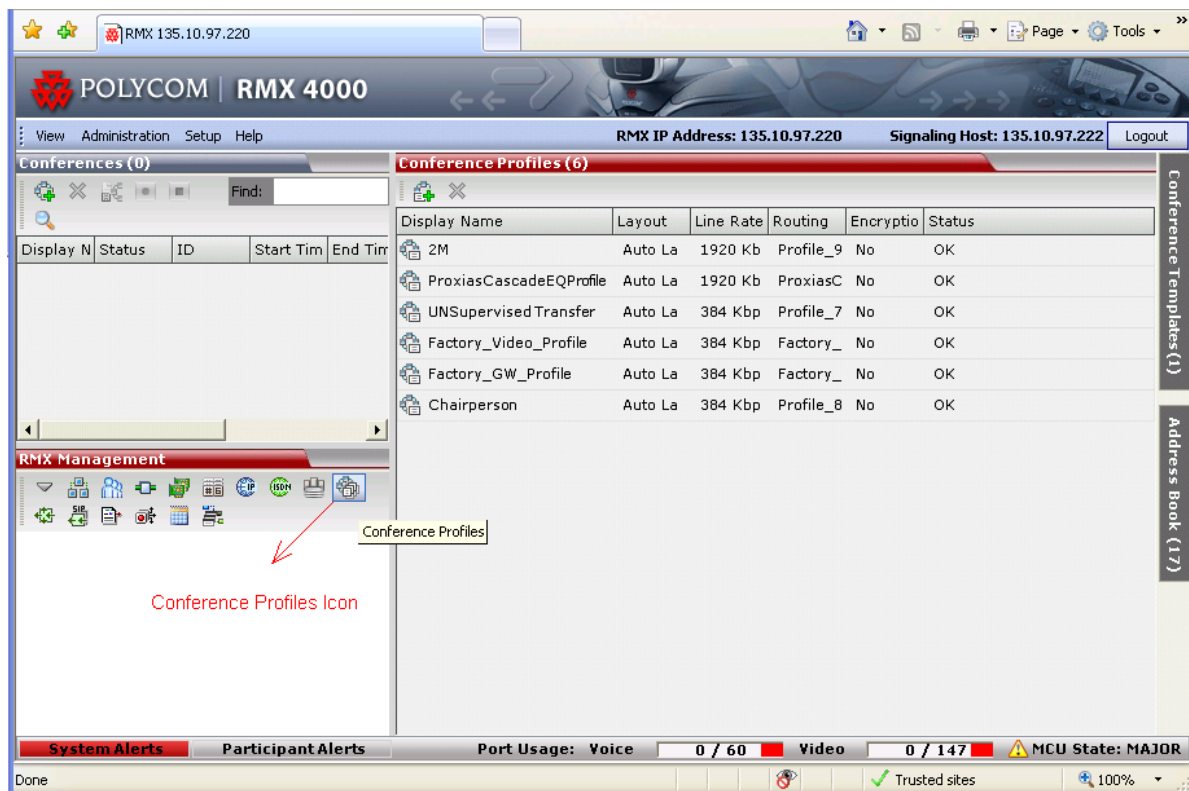 RMX 135.10.97.220
Page
Tools
»
POLYCOM | RMX 4000
View Administration Setup Help
RMX IP Address: 135.10.97.220
Signaling Host: 135.10.97.222
Logout
Conferences (0)
Find:
Display N Status ID Start Tim End Tim
Conference Profiles (6)
Display Name Layout Line Rate Routing Encryptio Status
2M Auto La 1920 Kb Profile_9 No OK
ProxiasCascadeEQProfile Auto La 1920 Kb ProxiasC No OK
UNSupervised Transfer Auto La 384 Kbp Profile_7 No OK
Factory_Video_Profile Auto La 384 Kbp Factory_ No OK
Factory_GW_Profile Auto La 384 Kbp Factory_ No OK
Chairperson Auto La 384 Kbp Profile_8 No OK
Conference Templates (1)
Address Book (17)
RMX Management
IP
ISDN
SIP
Conference Profiles
Conference Profiles Icon
System Alerts
Participant Alerts
Port Usage: Voice 0 / 60 Video 0 / 147
MCU State: MAJOR
Done
Trusted sites
100%